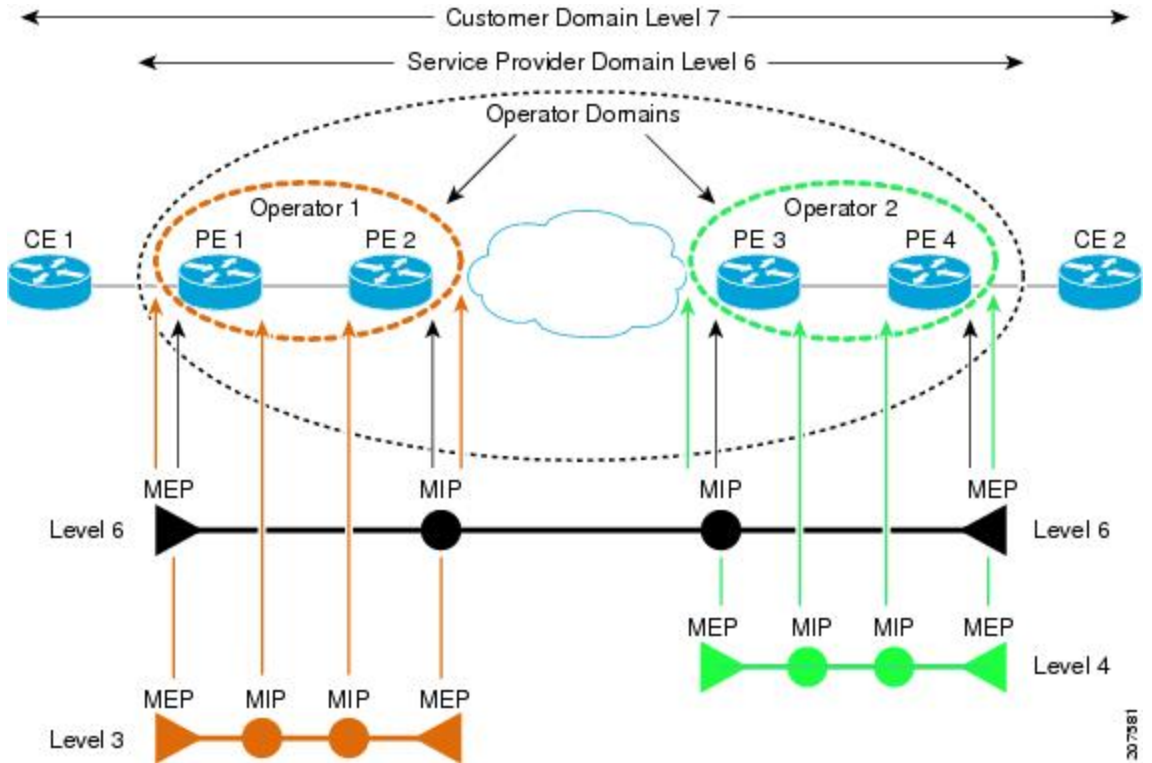 Customer Domain Level 7
Service Provider Domain Level 6
Operator Domains
Operator 1
Operator 2
CE 1
PE 1
PE 2
PE 3
PE 4
CE 2
MEP
MIP
MIP
MEP
Level 6
Level 6
MEP
MIP
MIP
MEP
Level 4
MEP
MIP
MIP
MEP
Level 3
207581